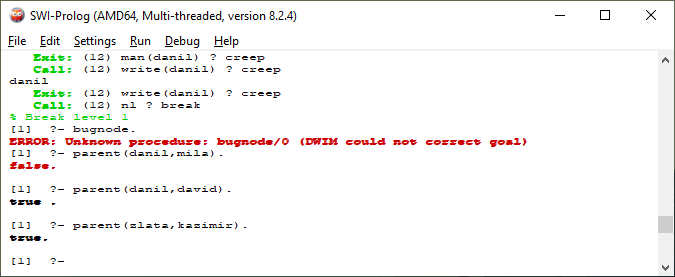 SWI-Prolog (AMD64, Multi-threaded, version 8.2.4)
File Edit Settings Run Debug Help
Exit: (12) man(danil) ? creep
Call: (12) write(danil) ? creep
danil
Exit: (12) write(danil) ? creep
Call: (12) nl ? break
% Break level 1
[1]  ?- bugnode.
ERROR: Unknown procedure: bugnode/0 (DWIM could not correct goal)
[1]  ?- parent(danil,mila).
false.
[1]  ?- parent(danil,david).
true .
[1]  ?- parent(zlata,kazimir).
true.
[1]  ?-